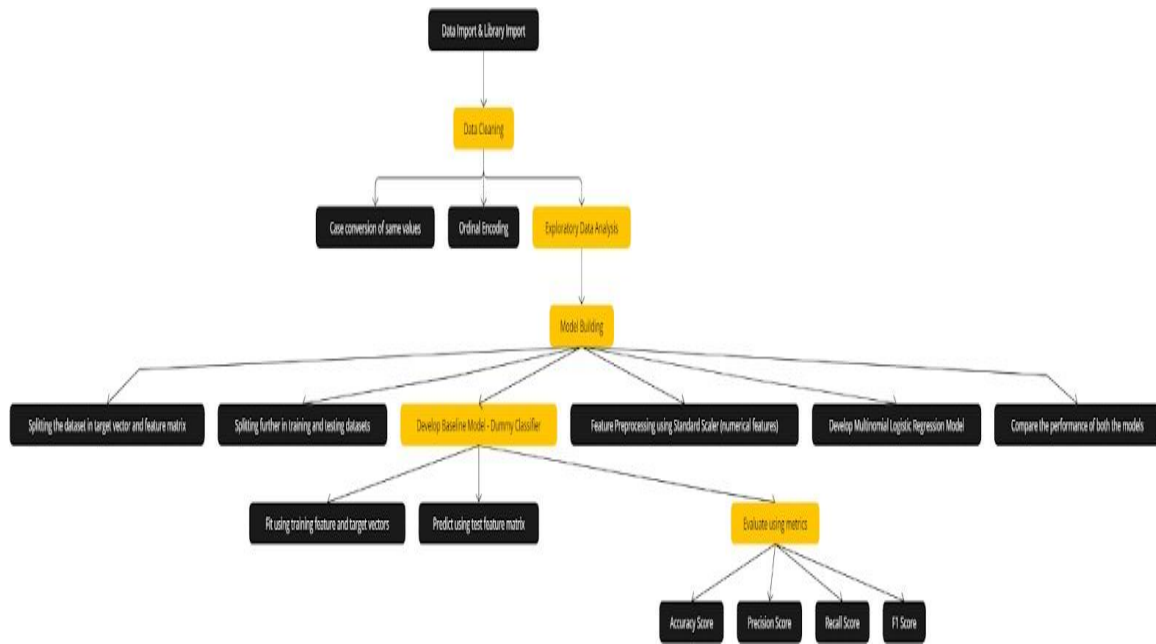 Data Import & Library Import
Data Cleaning
Case conversion of same values
Ordinal Encoding
Exploratory Data Analysis
Model Building
Splitting the dataset in target vector and feature matrix
Splitting further in training and testing datasets
Develop Baseline Model - Dummy Classifier
Feature Preprocessing using Standard Scaler (numerical features)
Develop Multinomial Logistic Regression Model
Compare the performance of both the models
Fit using training feature and target vectors
Predict using test feature matrix
Evaluate using metrics
Accuracy Score
Precision Score
Recall Score
F1 Score